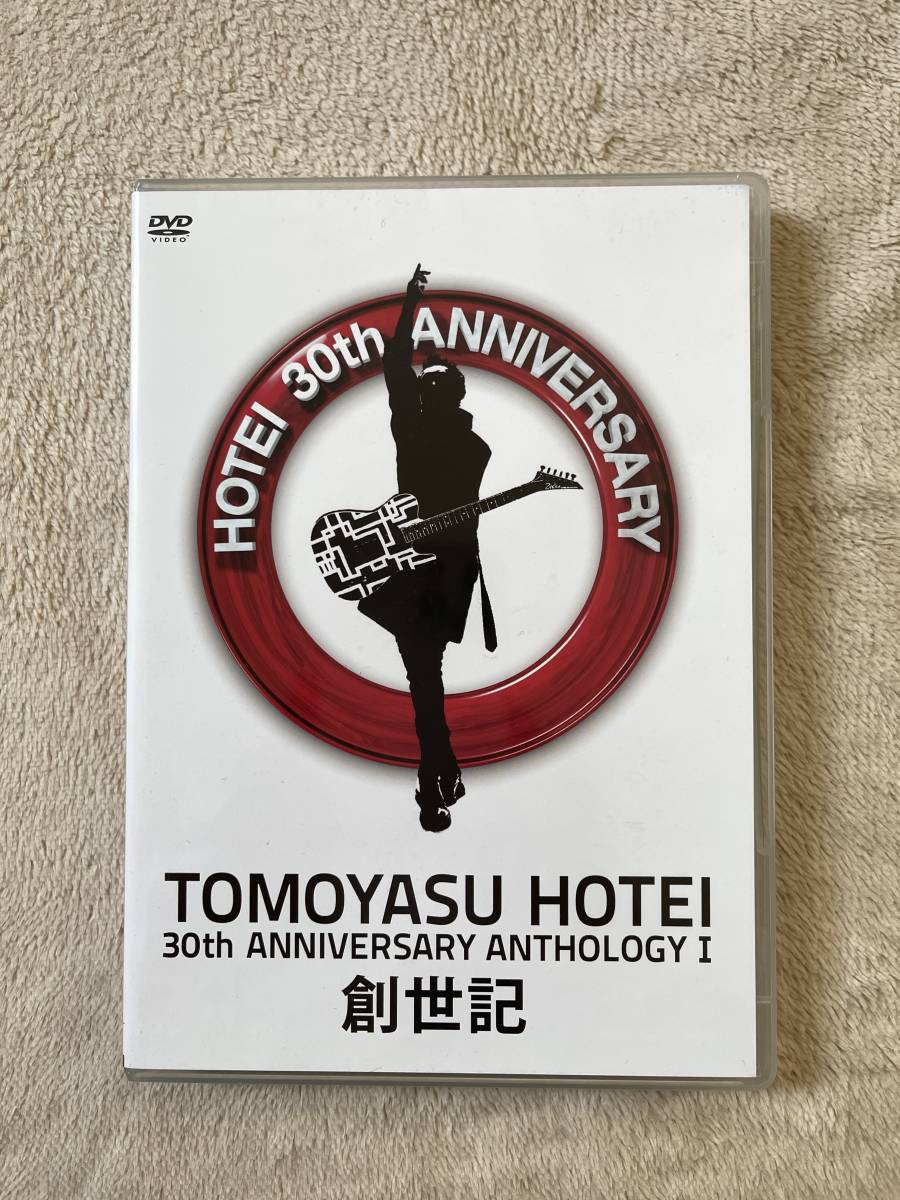 DVD
VIDEO
HOTEI 30th ANNIVERSARY
TOMOYASU HOTEI
30th ANNIVERSARY ANTHOLOGY I
創世記